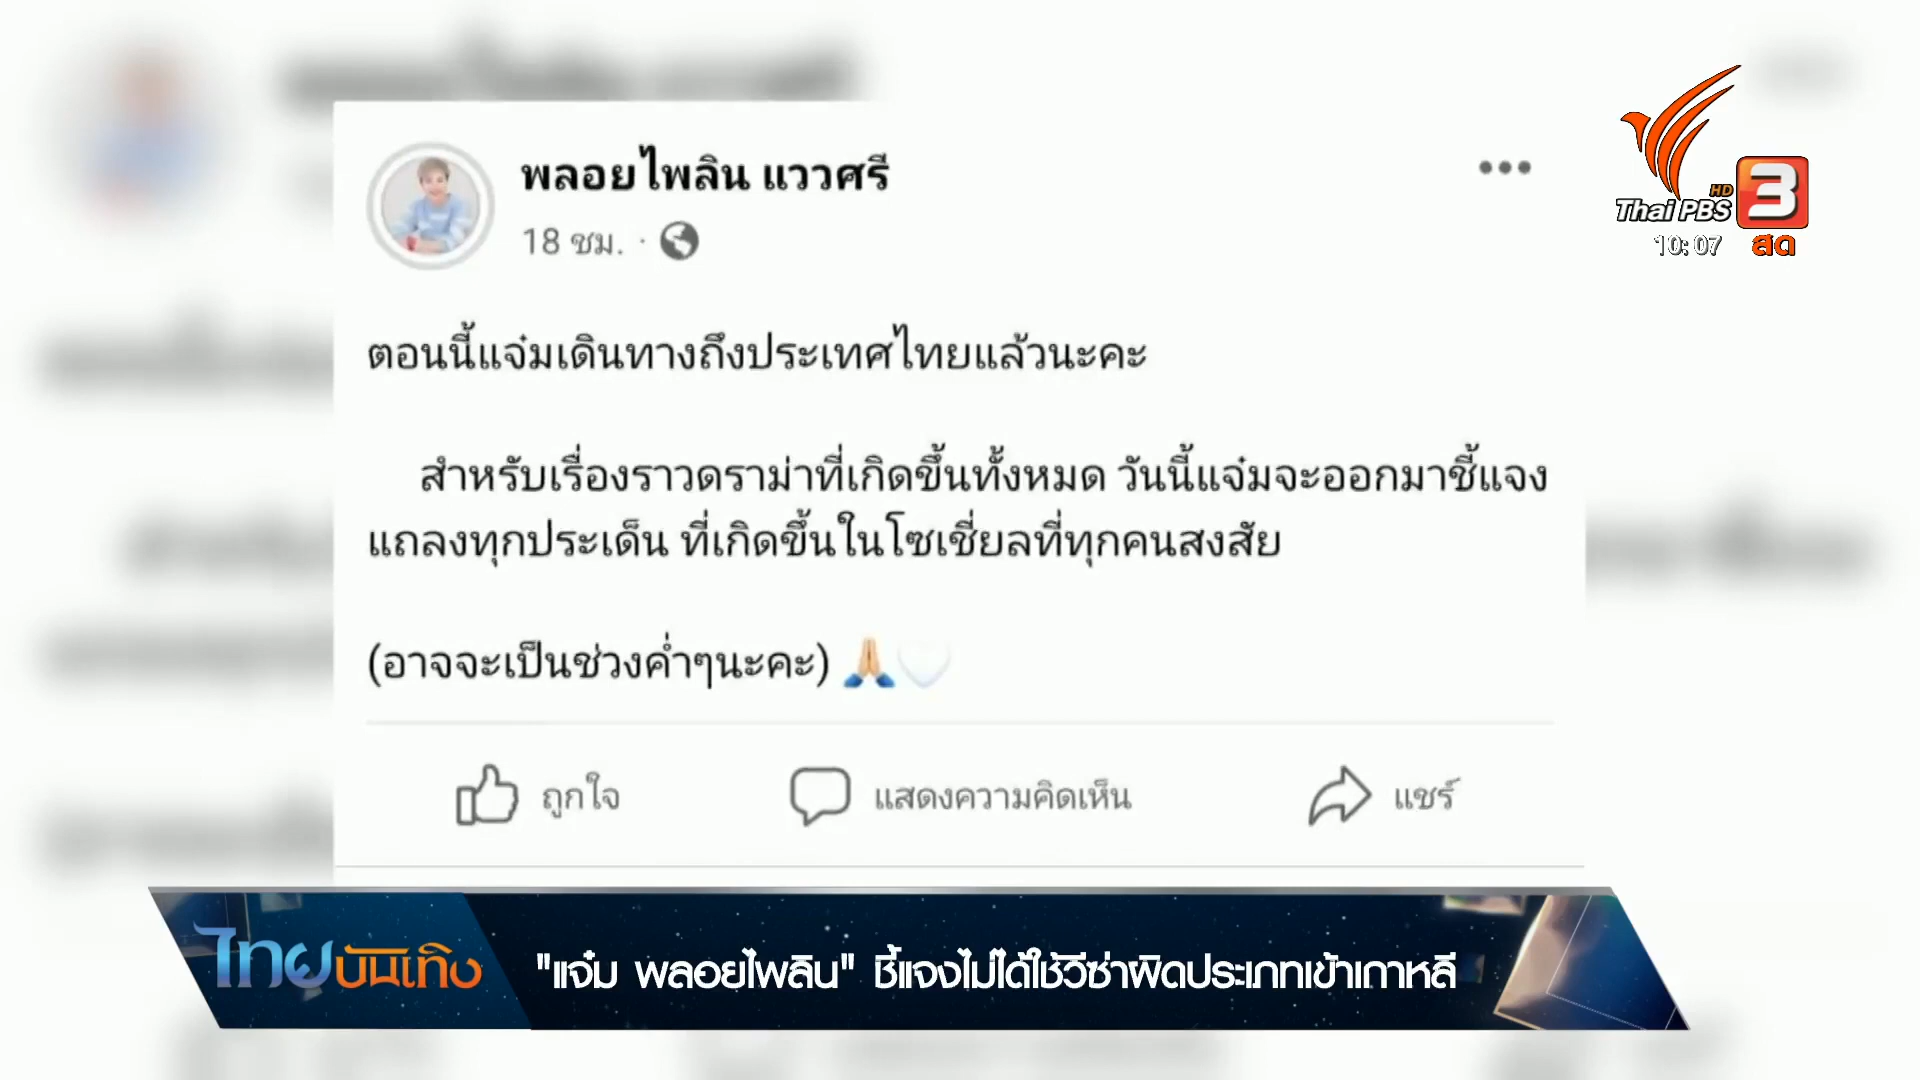 พลอยไพลิน แววศรี
18 ชม. ·
Thai PBS HD 3
10:07 สด
ตอนนี้แจ๋มเดินทางถึงประเทศไทยแล้วนะคะ
สำหรับเรื่องราวดราม่าที่เกิดขึ้นทั้งหมด วันนี้แจ๋มจะออกมาชี้แจง
แถลงทุกประเด็น ที่เกิดขึ้นในโซเชี่ยลที่ทุกคนสงสัย
(อาจจะเป็นช่วงค่ำๆนะคะ) 🙏🏻🤍
ถูกใจ แสดงความคิดเห็น แชร์
ไทยบันเทิง "แจ๋ม พลอยไพลิน" ชี้แจงไม่ได้ใช้วีซ่าผิดประเภทเข้าเกาหลี